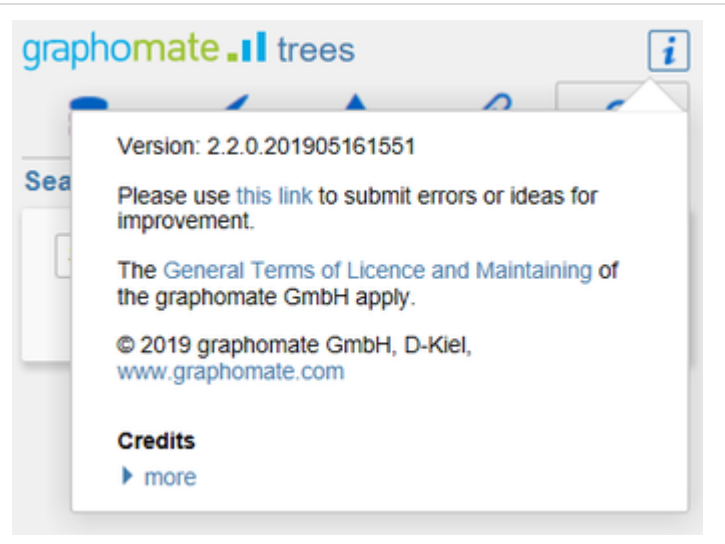 graphomate trees
i
Version: 2.2.0.201905161551
Sea
Please use this link to submit errors or ideas for
improvement.
The General Terms of Licence and Maintaining of
the graphomate GmbH apply.
© 2019 graphomate GmbH, D-Kiel,
www.graphomate.com
Credits
more